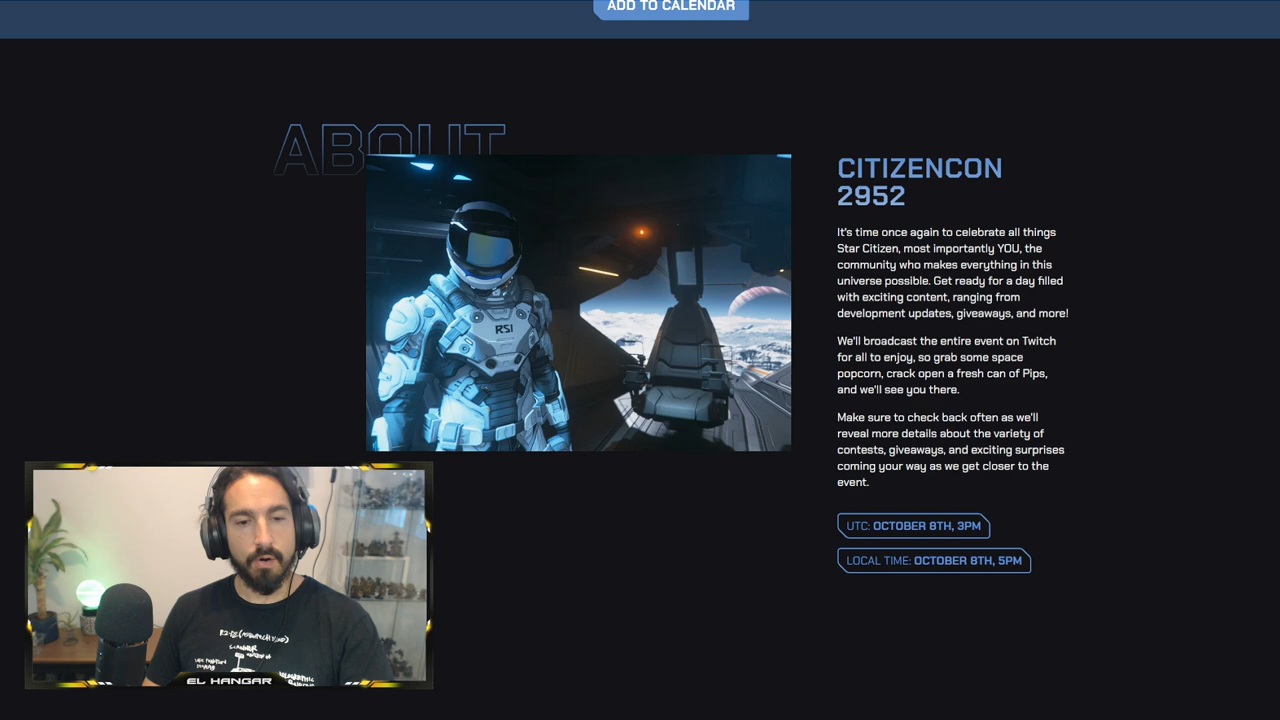 ADD TO CALENDAR
ABOUT
CITIZENCON
2952
RSI
It's time once again to celebrate all things
Star Citizen, most importantly YOU, the
community who makes everything in this
universe possible. Get ready for a day filled
with exciting content, ranging from
development updates, giveaways, and more!
We'll broadcast the entire event on Twitch
for all to enjoy, so grab some space
popcorn, crack open a fresh can of Pips,
and we'll see you there.
Make sure to check back often as we'll
reveal more details about the variety of
contests, giveaways, and exciting surprises
coming your way as we get closer to the
event.
UTC: OCTOBER 8TH, 3PM
LOCAL TIME: OCTOBER 8TH, 5PM
SCANNER
EL HANGAR